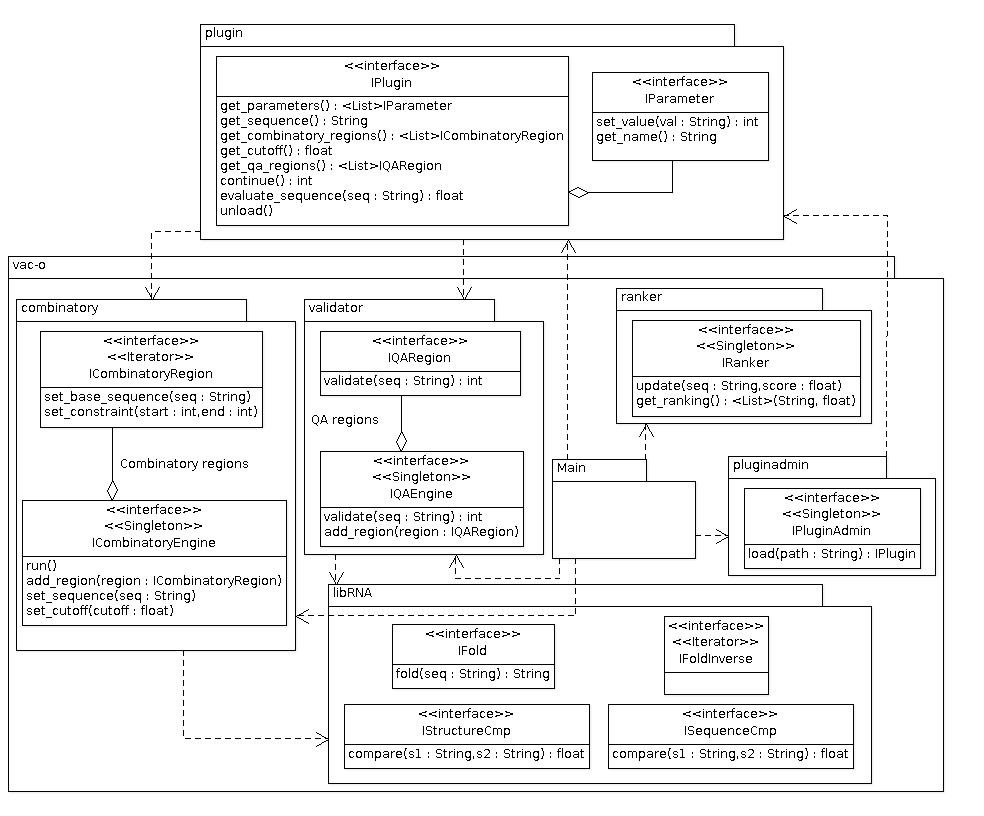 plugin
<<interface>>
IPlugin
get_parameters() : <List>IParameter
get_sequence() : String
get_combinatory_regions() : <List>ICombinatoryRegion
get_cutoff() : float
get_qa_regions() : <List>IQARegion
continue() : int
evaluate_sequence(seq : String) : float
unload()
<<interface>>
IParameter
set_value(val : String) : int
get_name() : String
vac-o
combinatory
<<interface>>
<<Iterator>>
ICombinatoryRegion
set_base_sequence(seq : String)
set_constraint(start : int,end : int)
Combinatory regions
<<interface>>
<<Singleton>>
ICombinatoryEngine
run()
add_region(region : ICombinatoryRegion)
set_sequence(seq : String)
set_cutoff(cutoff : float)
validator
<<interface>>
IQARegion
validate(seq : String) : int
QA regions
<<interface>>
<<Singleton>>
IQAEngine
validate(seq : String) : int
add_region(region : IQARegion)
ranker
<<interface>>
<<Singleton>>
IRanker
update(seq : String,score : float)
get_ranking() : <List>(String, float)
Main
pluginadmin
<<interface>>
<<Singleton>>
IPluginAdmin
load(path : String) : IPlugin
libRNA
<<interface>>
IFold
fold(seq : String) : String
<<interface>>
<<Iterator>>
IFoldInverse
<<interface>>
IStructureCmp
compare(s1 : String,s2 : String) : float
<<interface>>
ISequenceCmp
compare(s1 : String,s2 : String) : float